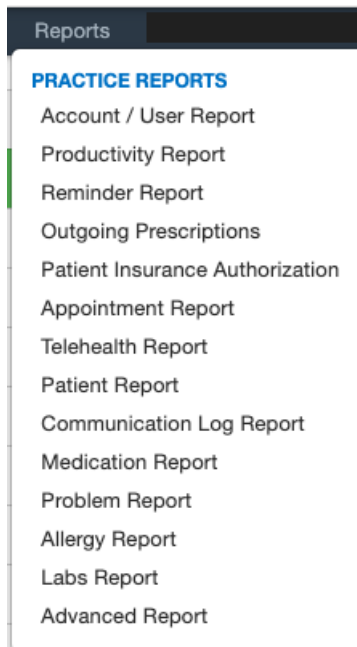 Reports
PRACTICE REPORTS
Account / User Report
Productivity Report
Reminder Report
Outgoing Prescriptions
Patient Insurance Authorization
Appointment Report
Telehealth Report
Patient Report
Communication Log Report
Medication Report
Problem Report
Allergy Report
Labs Report
Advanced Report